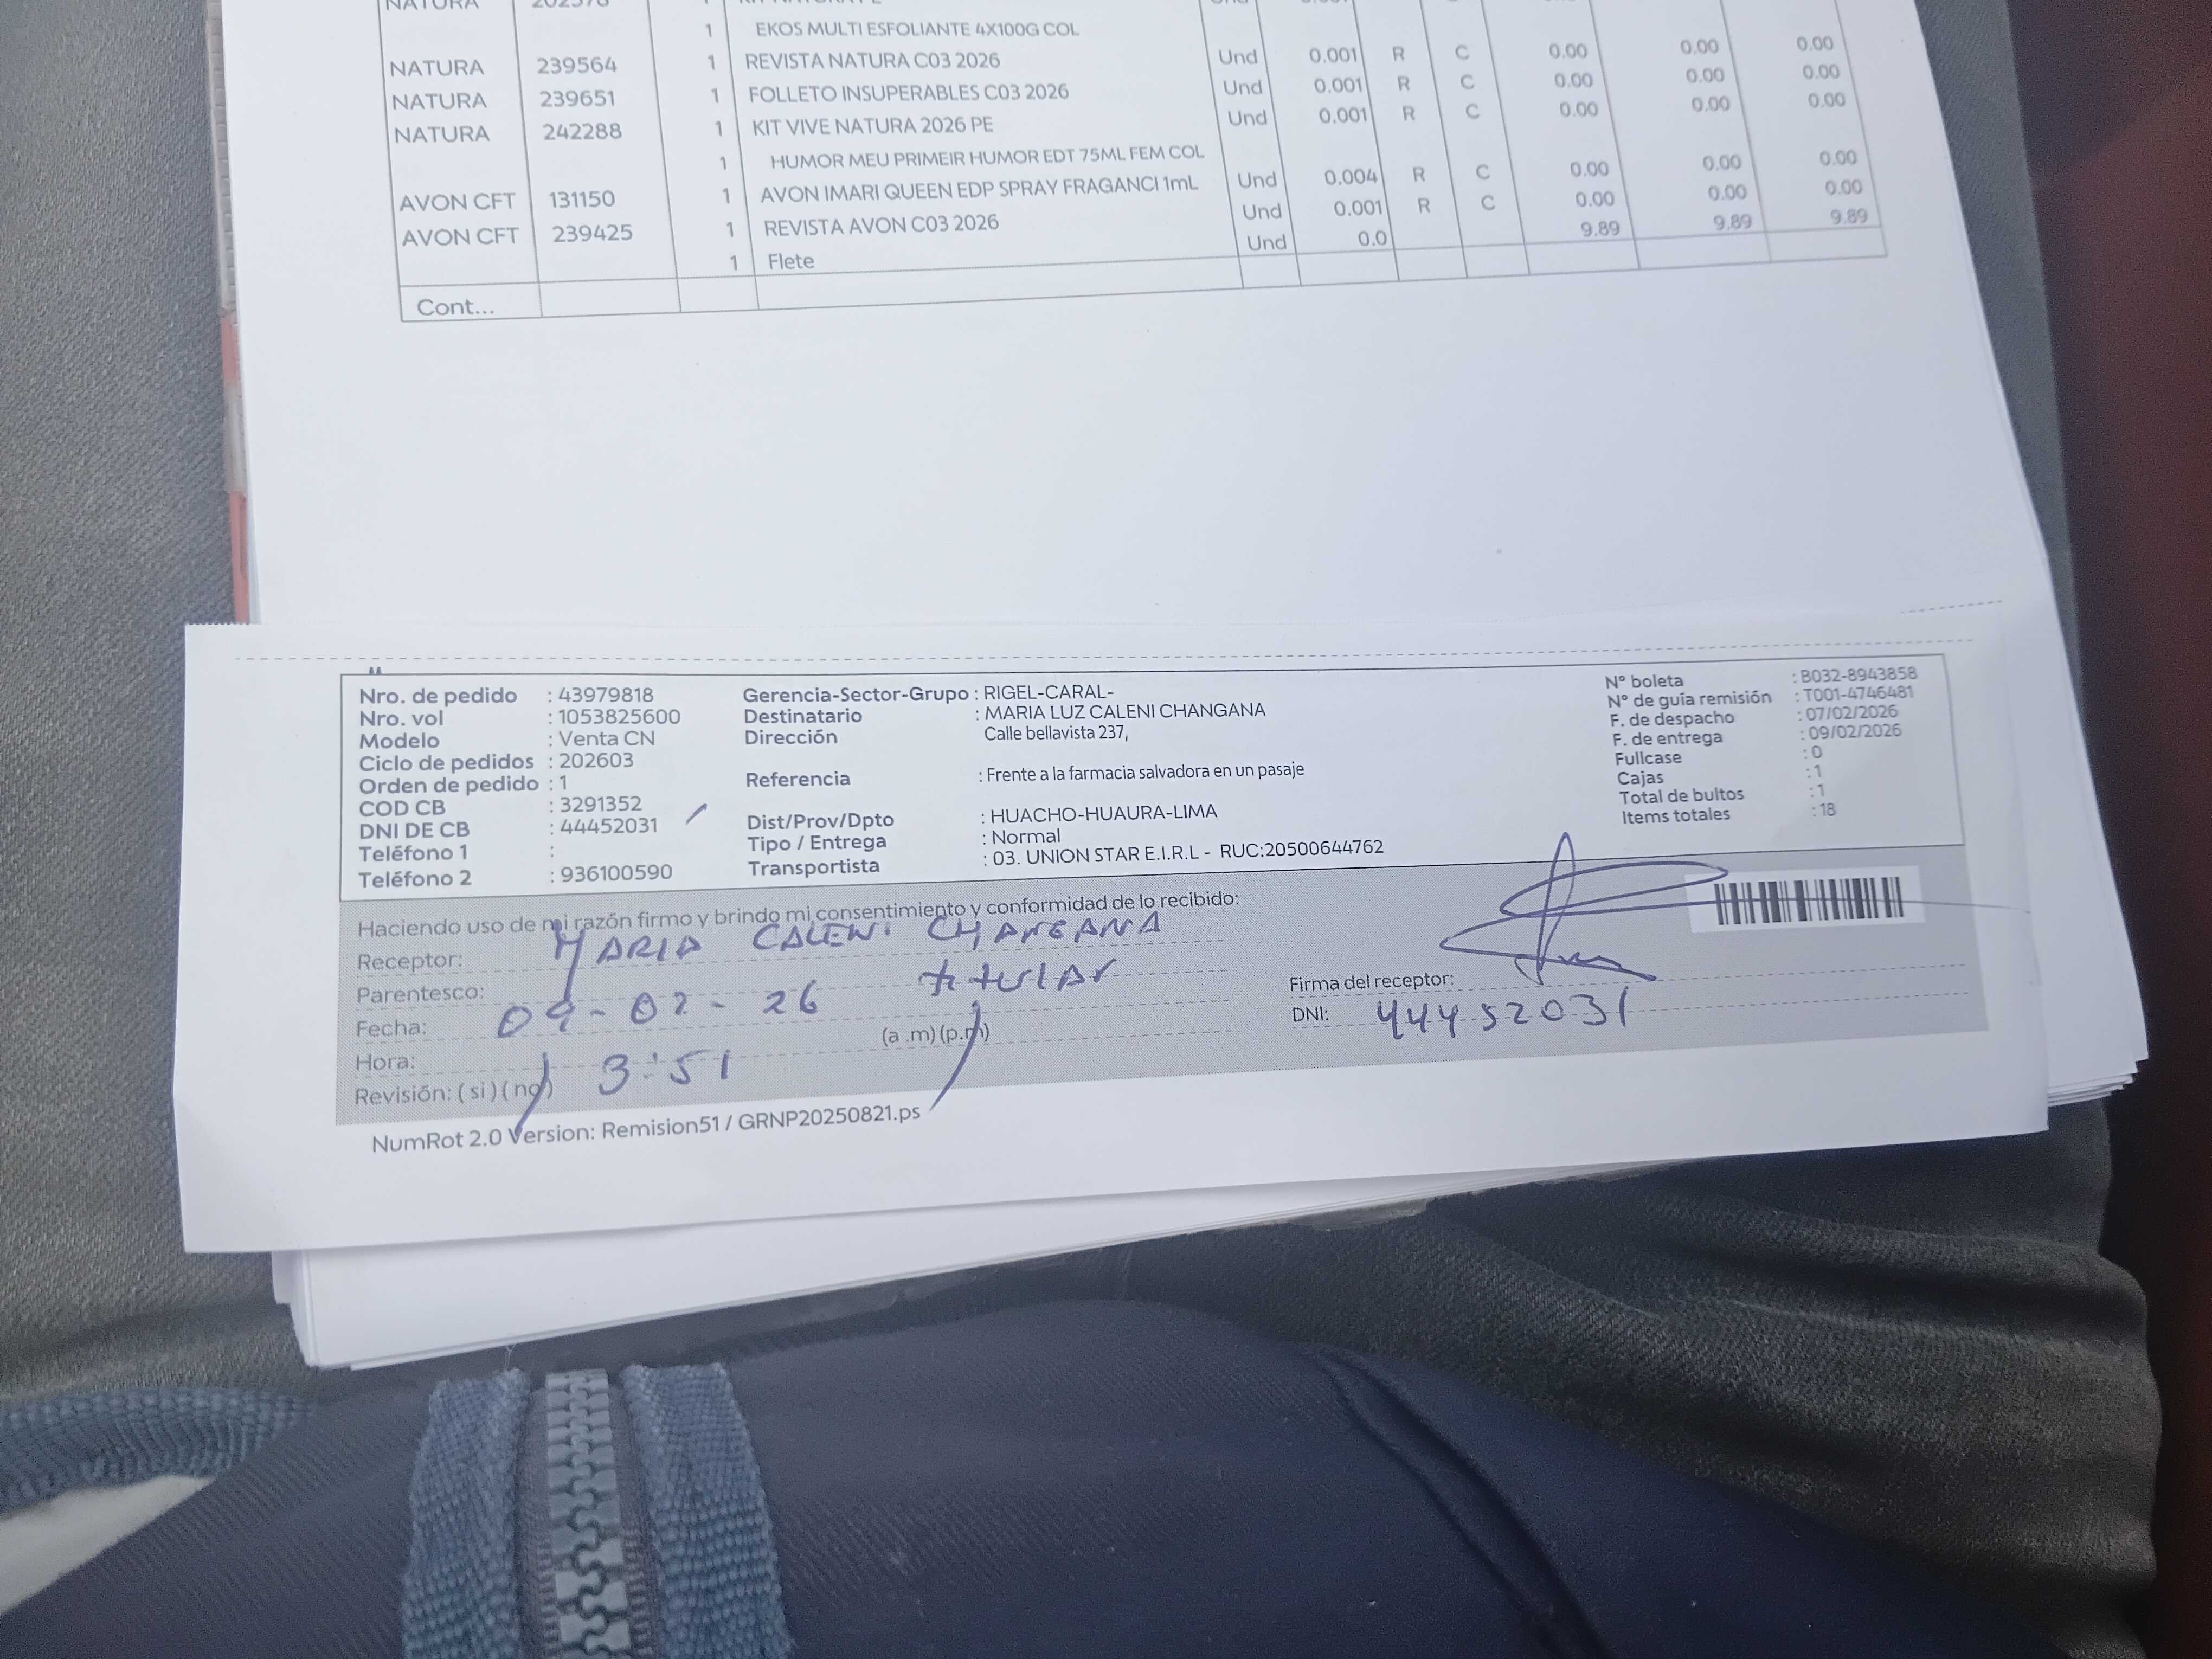 NATURA
1 EKOS MULTI ESFOLIANTE 4X100G COL
NATURA 239564 1 REVISTA NATURA C03 2026 Und 0.001 R C 0.00 0.00 0.00
NATURA 239651 1 FOLLETO INSUPERABLES C03 2026 Und 0.001 R C 0.00 0.00 0.00
NATURA 242288 1 KIT VIVE NATURA 2026 PE Und 0.001 R C 0.00 0.00 0.00
1 HUMOR MEU PRIMEIR HUMOR EDT 75ML FEM COL
AVON CFT 131150 1 AVON IMARI QUEEN EDP SPRAY FRAGANCI 1mL Und 0.004 R C 0.00 0.00 0.00
AVON CFT 239425 1 REVISTA AVON C03 2026 Und 0.001 R C 0.00 0.00 0.00
1 Flete Und 0.0 9.89 9.89 9.89
Cont...
Nro. de pedido : 43979818 Gerencia-Sector-Grupo : RIGEL-CARAL- N° boleta : B032-8943858
Nro. vol : 1053825600 Destinatario : MARIA LUZ CALENI CHANGANA N° de guía remisión : T001-4746481
Modelo : Venta CN Dirección Calle bellavista 237, F. de despacho : 07/02/2026
Ciclo de pedidos : 202603 F. de entrega : 09/02/2026
Orden de pedido : 1 Referencia : Frente a la farmacia salvadora en un pasaje Fullcase : 0
COD CB : 3291352 Cajas : 1
DNI DE CB : 44452031 Dist/Prov/Dpto : HUACHO-HUAURA-LIMA Total de bultos : 1
Teléfono 1 : Tipo / Entrega : Normal Items totales : 18
Teléfono 2 : 936100590 Transportista : 03. UNION STAR E.I.R.L - RUC:20500644762
Haciendo uso de mi razón firmo y brindo mi consentimiento y conformidad de lo recibido:
Receptor: MARIA CALENI CHANGANA
Parentesco: titular Firma del receptor:
Fecha: 09-02-26 DNI: 44452031
Hora: 3:51 (a .m) (p.m)
Revisión: ( si ) ( no )
NumRot 2.0 Version: Remision51 / GRNP20250821.ps